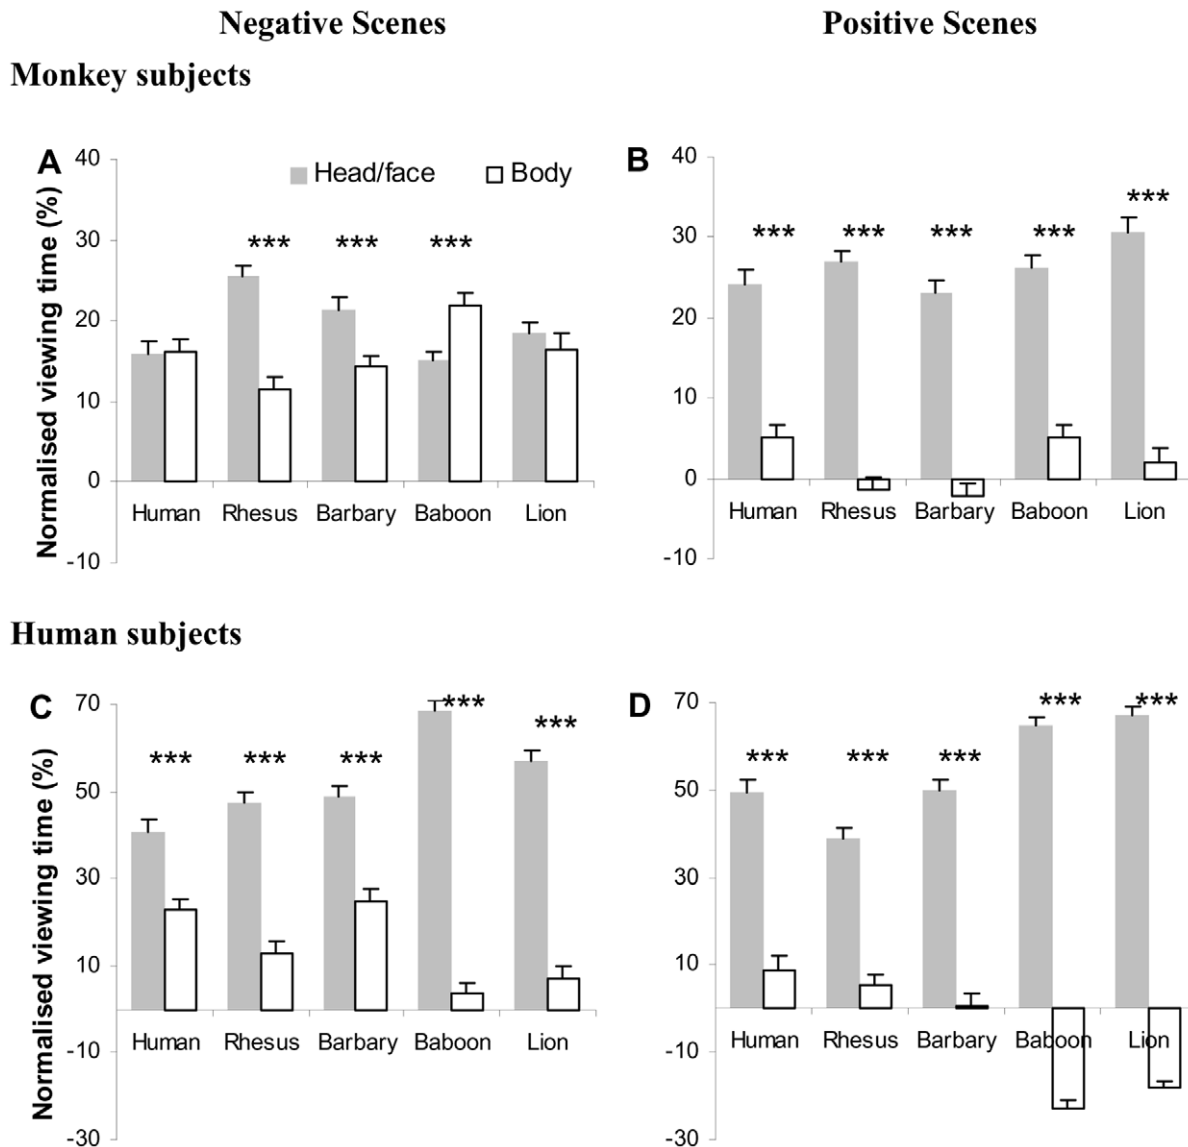 Negative Scenes Positive Scenes
Monkey subjects
A
Head/face Body
Normalised viewing time (%)
40
30
20
10
0
-10
*** *** ***
Human Rhesus Barbary Baboon Lion
B
40
30
20
10
0
-10
*** *** *** *** ***
Human Rhesus Barbary Baboon Lion
Human subjects
C
Normalised viewing time (%)
70
50
30
10
-10
-30
*** *** *** *** ***
Human Rhesus Barbary Baboon Lion
D
70
50
30
10
-10
-30
*** *** *** *** ***
Human Rhesus Barbary Baboon Lion